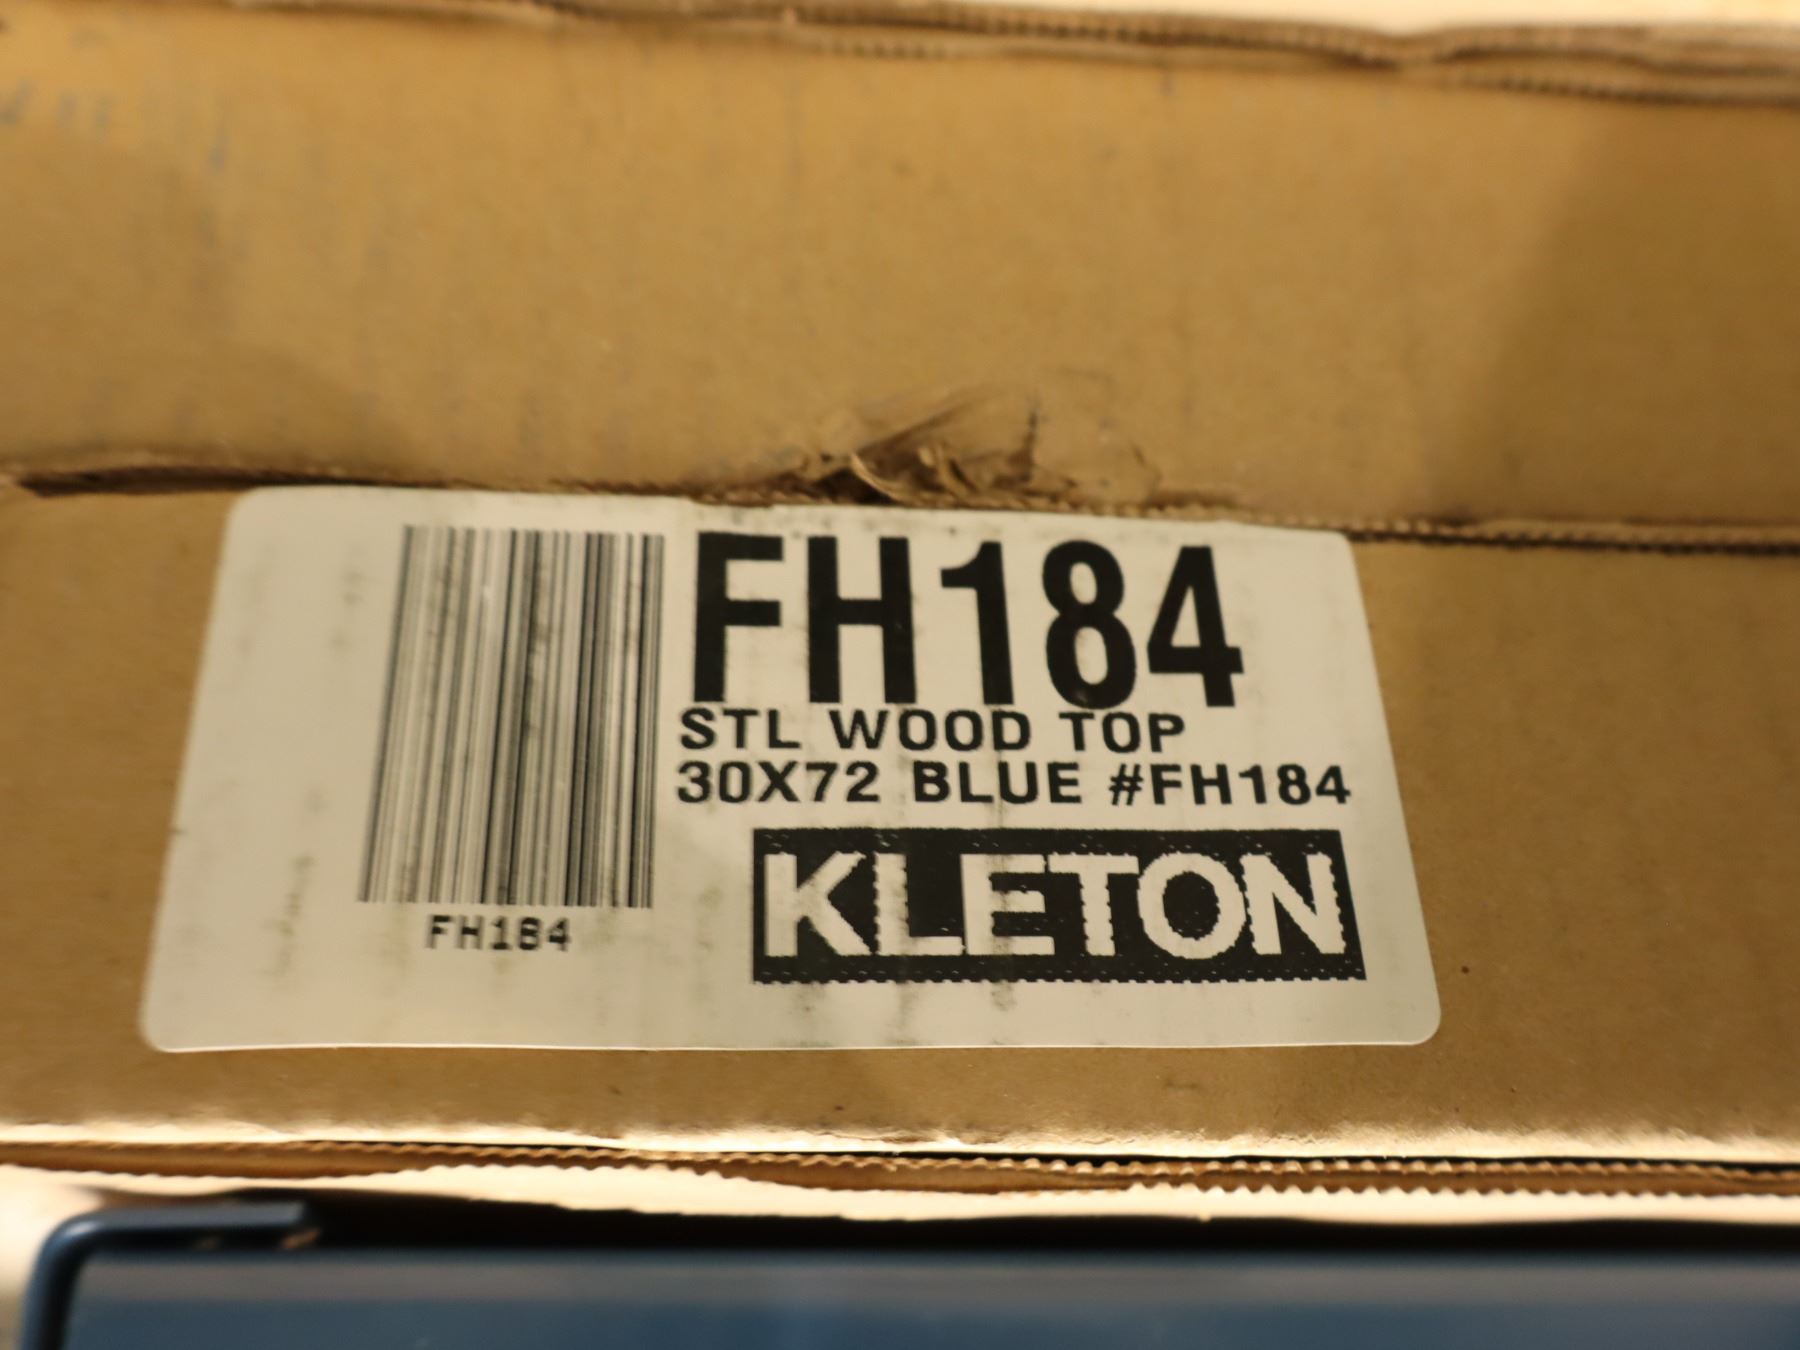 FH184
STL WOOD TOP
30X72 BLUE #FH184
KLETON
FH184